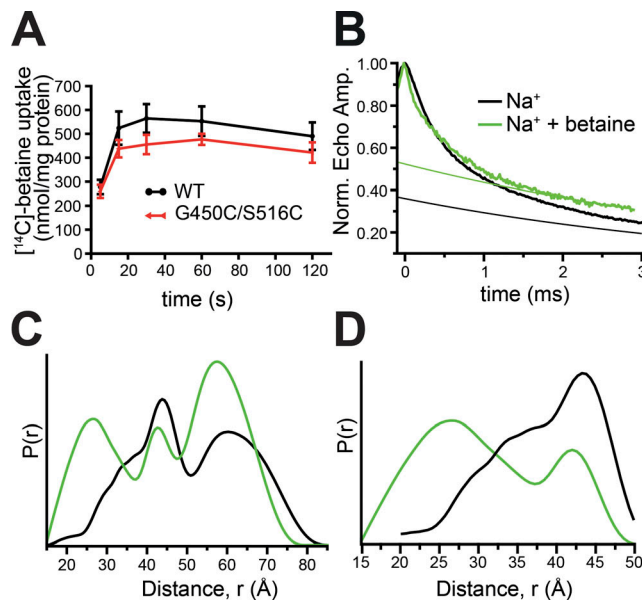 A
[¹⁴C]-betaine uptake
(nmol/mg protein)
700
600
500
400
300
200
100
0
WT
G450C/S516C
0 20 40 60 80 100 120
time (s)
B
Norm. Echo Amp.
1.00
0.80
0.60
0.40
0.20
Na⁺
Na⁺ + betaine
0 1 2 3
time (ms)
C
P(r)
20 30 40 50 60 70 80
Distance, r (Å)
D
P(r)
15 20 25 30 35 40 45 50
Distance, r (Å)